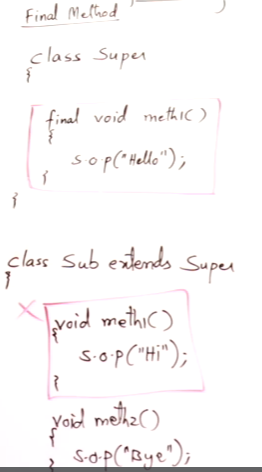 Final Method
class Super
{
final void meth1()
{
s.o.p("Hello");
}
}
class Sub extends Super
{
X
void meth1()
{
s.o.p("Hi");
}
void meth2()
{ s.o.p("Bye");
}